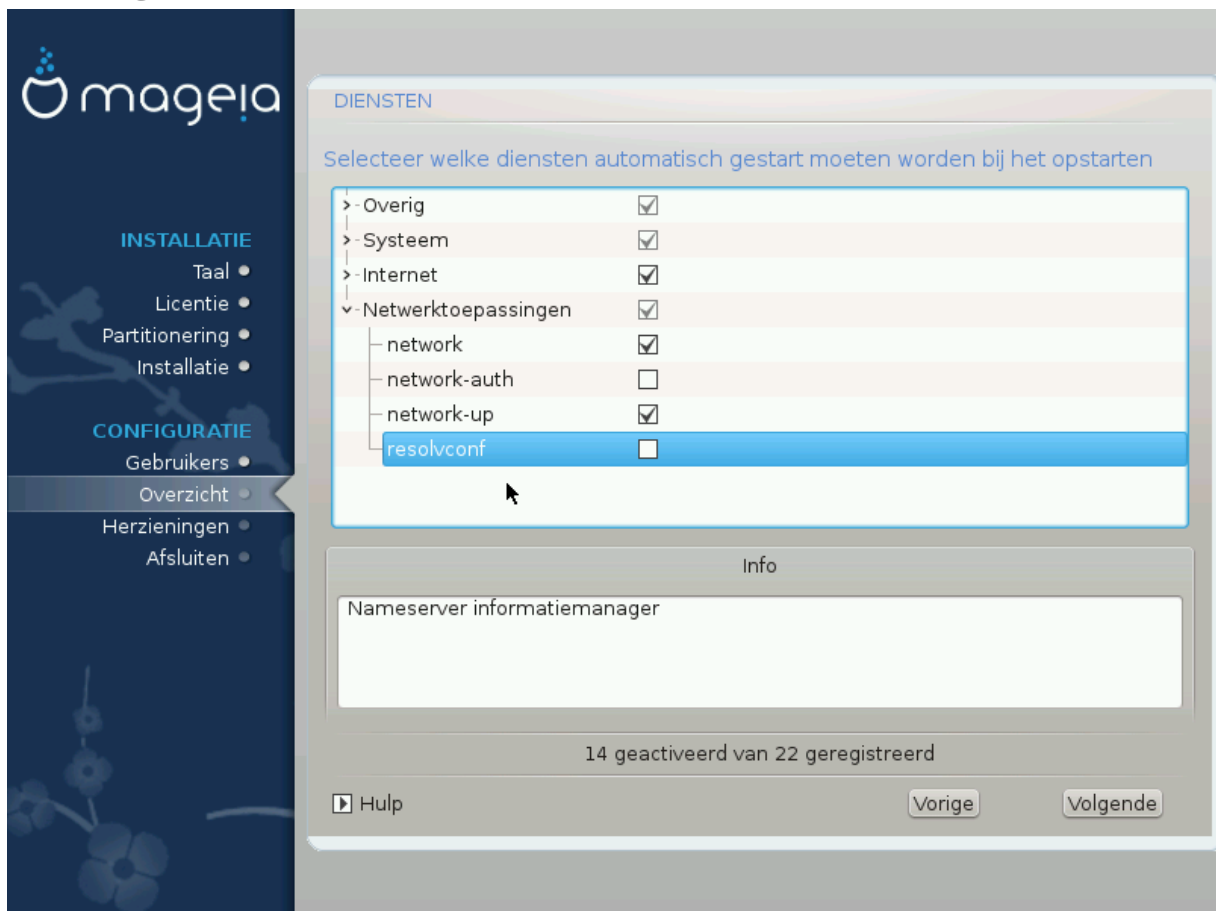 mageia
INSTALLATIE
Taal
Licentie
Partitionering
Installatie
CONFIGURATIE
Gebruikers
Overzicht
Herzieningen
Afsluiten
DIENSTEN
Selecteer welke diensten automatisch gestart moeten worden bij het opstarten
Overig
Systeem
Internet
Netwerktoepassingen
network
network-auth
network-up
resolvconf
Info
Nameserver informatiemanager
14 geactiveerd van 22 geregistreerd
Hulp
Vorige
Volgende